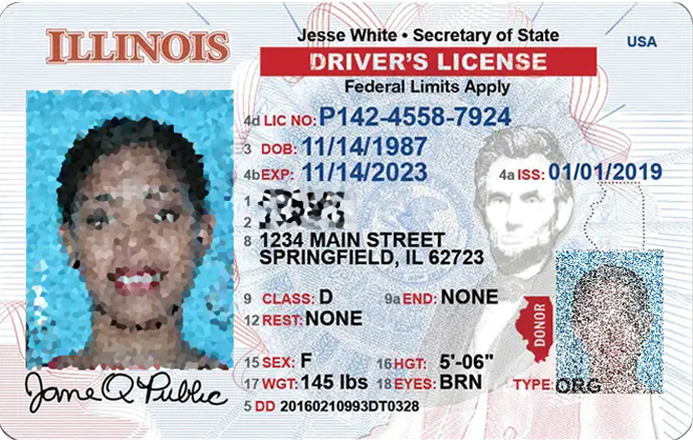 ILLINOIS
Jesse White • Secretary of State
USA
DRIVER'S LICENSE
Federal Limits Apply
4d LIC NO: P142-4558-7924
3 DOB: 11/14/1987
4b EXP: 11/14/2023 4a ISS: 01/01/2019
1
2
8 1234 MAIN STREET
SPRINGFIELD, IL 62723
9 CLASS: D 9a END: NONE
12 REST: NONE
DONOR
15 SEX: F 16 HGT: 5'-06"
17 WGT: 145 lbs 18 EYES: BRN TYPE: ORG
Jane Q Public
5 DD 20160210993DT0328